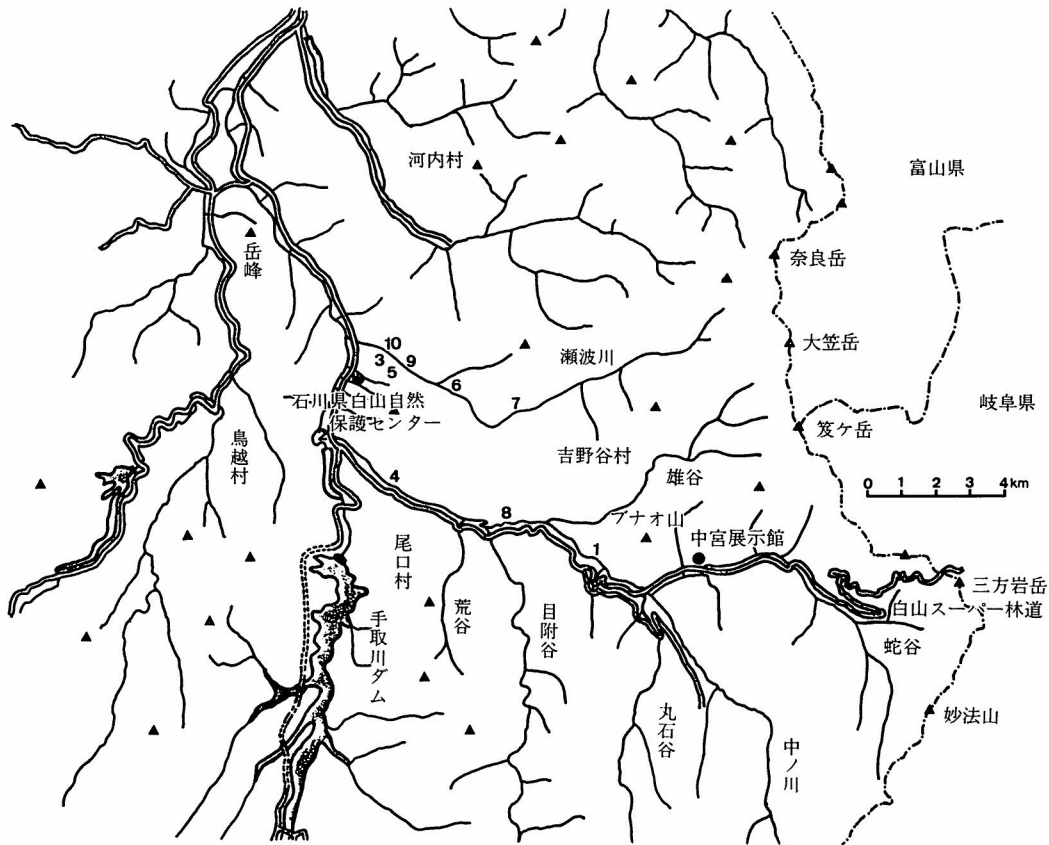 河内村
富山県
岳峰
奈良岳
大笠岳
10
3
9
5
6
瀬波川
7
石川県白山自然
保護センター
岐阜県
笈ケ岳
鳥越村
吉野谷村
雄谷
4
0 1 2 3 4km
8
ブナオ山
中宮展示館
1
尾口村
荒谷
目附谷
三方岩岳
白山スーパー林道
蛇谷
手取川ダム
丸石谷
中ノ川
妙法山